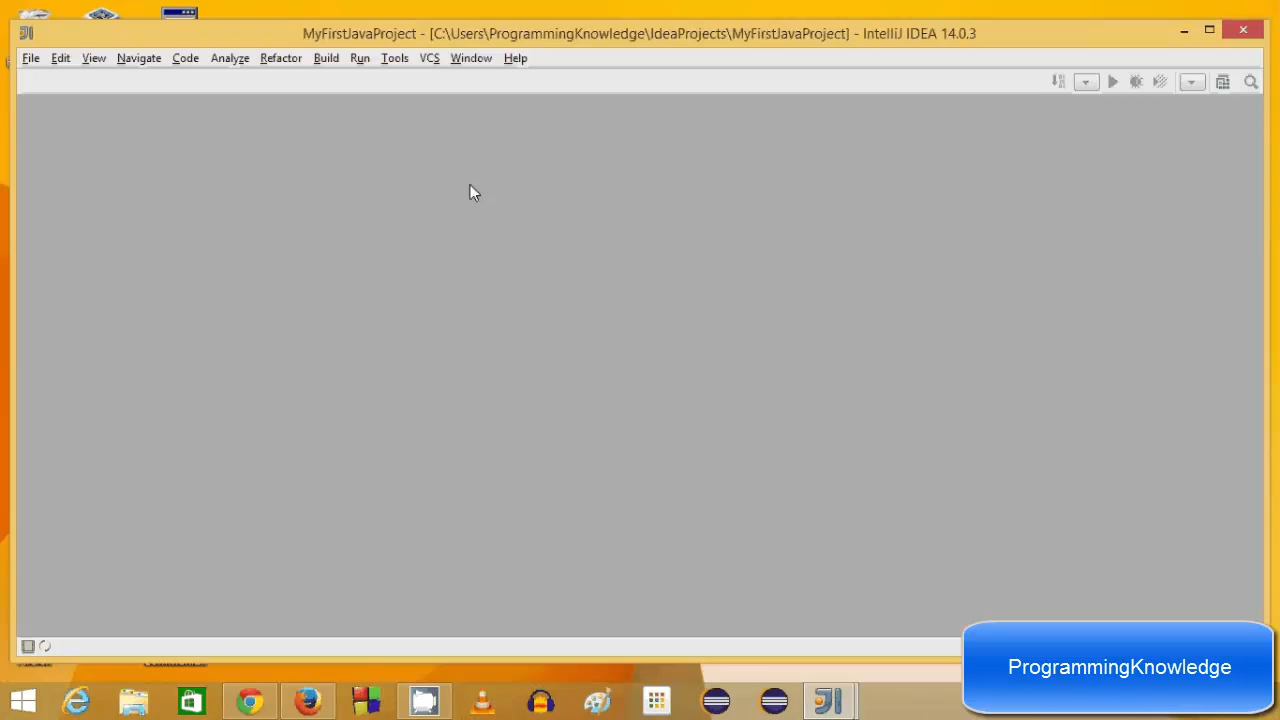 MyFirstJavaProject - [C:\Users\ProgrammingKnowledge\IdeaProjects\MyFirstJavaProject] - IntelliJ IDEA 14.0.3
File Edit View Navigate Code Analyze Refactor Build Run Tools VCS Window Help
ProgrammingKnowledge